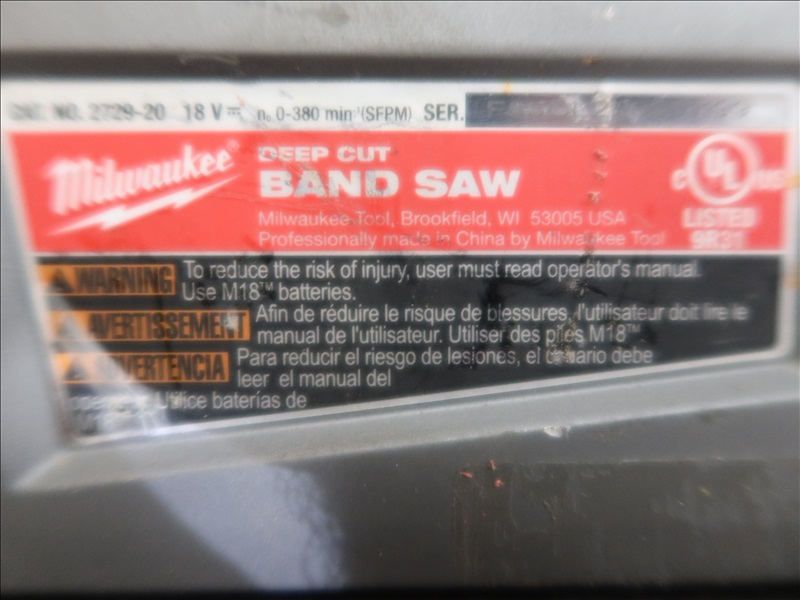 CAT. NO. 2729-20 18 V⎓ n. 0-380 min⁻¹(SFPM) SER.
Milwaukee®
DEEP CUT
BAND SAW
Milwaukee Tool, Brookfield, WI 53005 USA
Professionally made in China by Milwaukee Tool
C UL US
LISTED
9R31
WARNING To reduce the risk of injury, user must read operator's manual.
Use M18™ batteries.
AVERTISSEMENT Afin de réduire le risque de blessures, l'utilisateur doit lire le
manual de l'utilisateur. Utiliser des piles M18™
ADVERTENCIA Para reducir el riesgo de lesiones, el usuario debe
leer el manual del
Utilice baterías de